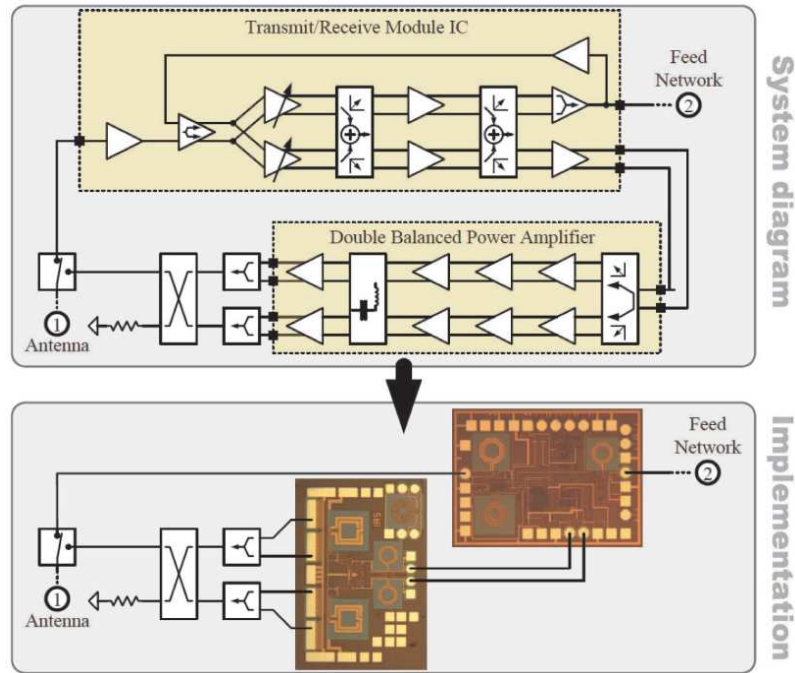 Transmit/Receive Module IC
Feed
Network
2
System diagram
Double Balanced Power Amplifier
1
Antenna
Implementation
Feed
Network
2
1
Antenna